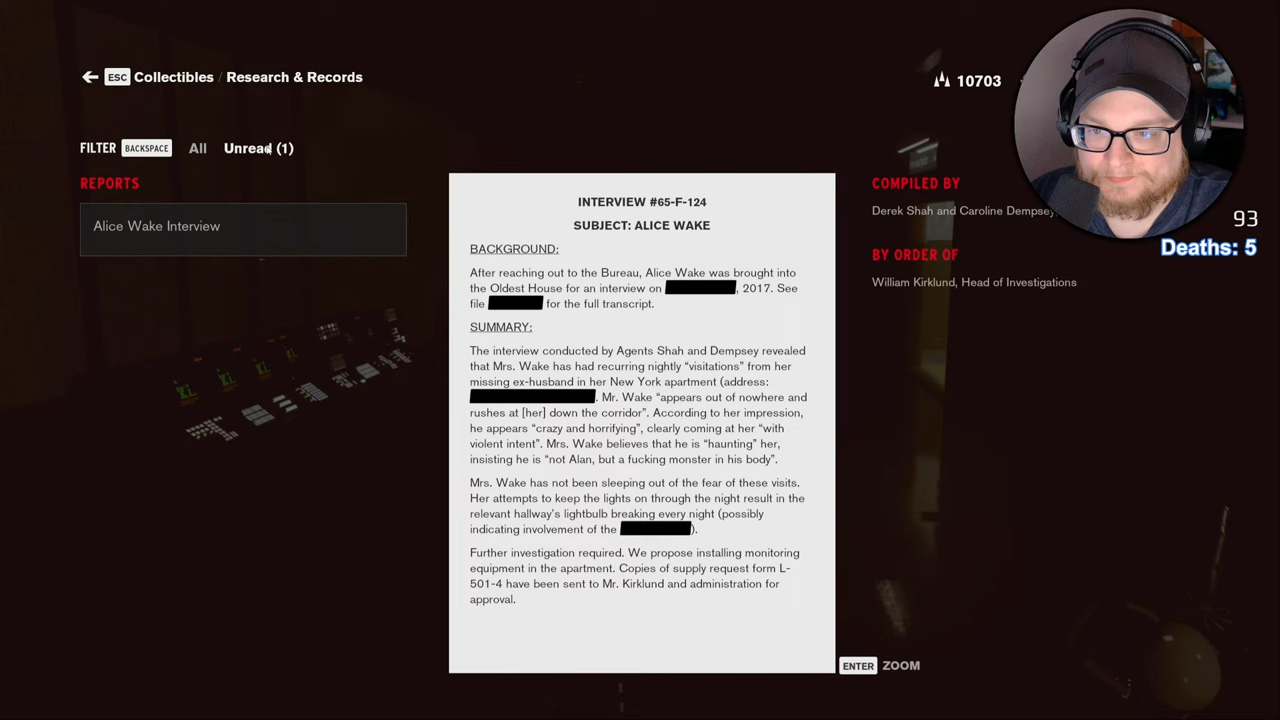 ESC Collectibles / Research & Records
10703
FILTER BACKSPACE All Unread (1)
REPORTS
Alice Wake Interview
INTERVIEW #65-F-124
SUBJECT: ALICE WAKE
BACKGROUND:
After reaching out to the Bureau, Alice Wake was brought into
the Oldest House for an interview on , 2017. See
file for the full transcript.
SUMMARY:
The interview conducted by Agents Shah and Dempsey revealed
that Mrs. Wake has had recurring nightly “visitations” from her
missing ex-husband in her New York apartment (address:
. Mr. Wake “appears out of nowhere and
rushes at [her] down the corridor”. According to her impression,
he appears “crazy and horrifying”, clearly coming at her “with
violent intent”. Mrs. Wake believes that he is “haunting” her,
insisting he is “not Alan, but a fucking monster in his body”.
Mrs. Wake has not been sleeping out of the fear of these visits.
Her attempts to keep the lights on through the night result in the
relevant hallway’s lightbulb breaking every night (possibly
indicating involvement of the ).
Further investigation required. We propose installing monitoring
equipment in the apartment. Copies of supply request form L-
501-4 have been sent to Mr. Kirklund and administration for
approval.
COMPILED BY
Derek Shah and Caroline Dempsey,
BY ORDER OF
William Kirklund, Head of Investigations
93
Deaths: 5
ENTER ZOOM